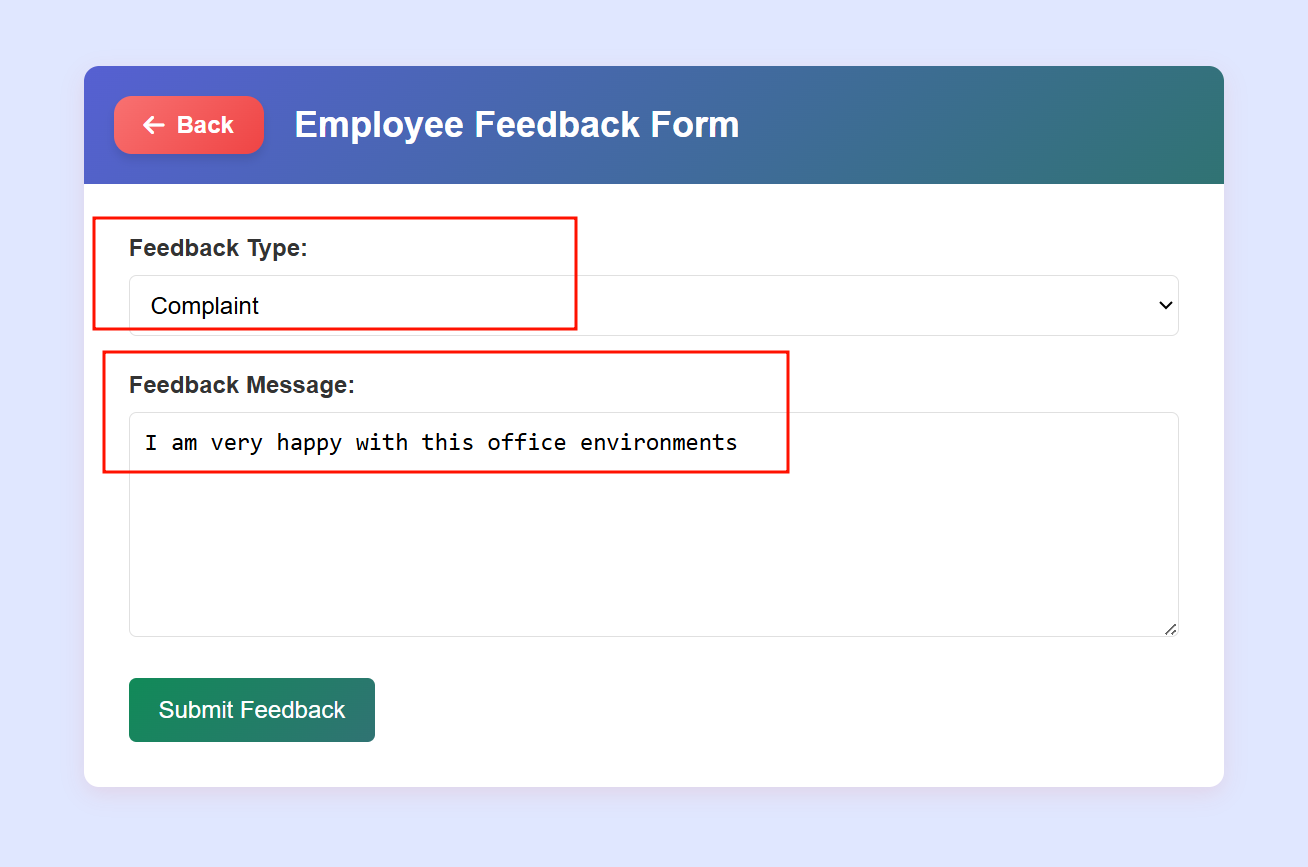 Back
Employee Feedback Form
Feedback Type:
Complaint
Feedback Message:
I am very happy with this office environments
Submit Feedback